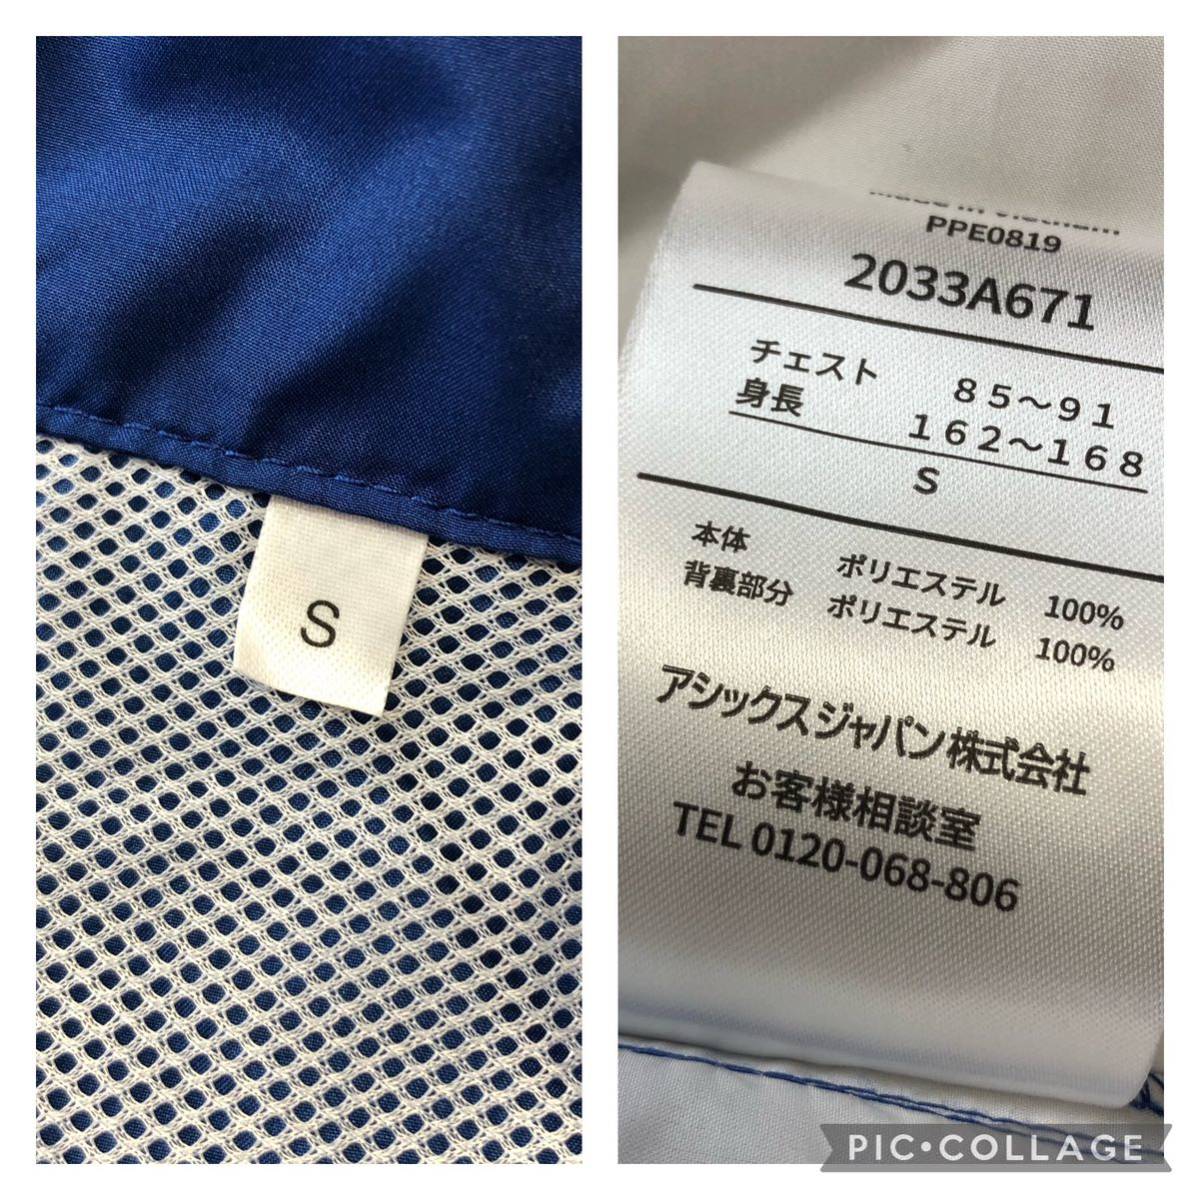 S
made in vietnam
PPE0819
2033A671
チェスト 85～91
身長 162～168
S
本体 ポリエステル 100%
背裏部分 ポリエステル 100%
アシックスジャパン株式会社
お客様相談室
TEL 0120-068-806
PIC•COLLAGE